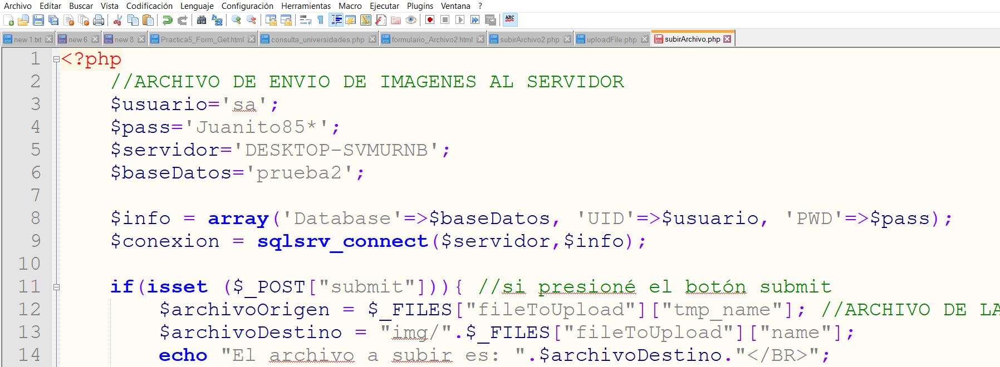 Archivo Editar Buscar Vista Codificación Lenguaje Configuración Herramientas Macro Ejecutar Plugins Ventana ?
ABC
new 1.txt new 6 new 8 Practica5_Form_Get.html consulta_universidades.php formulario_Archivo2.html subirArchivo2.php uploadFile.php subirArchivo.php
1 <?php
2 //ARCHIVO DE ENVIO DE IMAGENES AL SERVIDOR
3 $usuario='sa';
4 $pass='Juanito85*';
5 $servidor='DESKTOP-SVMURNB';
6 $baseDatos='prueba2';
7
8 $info = array('Database'=>$baseDatos, 'UID'=>$usuario, 'PWD'=>$pass);
9 $conexion = sqlsrv_connect($servidor,$info);
10
11 if(isset ($_POST["submit"])){ //si presioné el botón submit
12 $archivoOrigen = $_FILES["fileToUpload"]["tmp_name"]; //ARCHIVO DE LA
13 $archivoDestino = "img/".$_FILES["fileToUpload"]["name"];
14 echo "El archivo a subir es: ".$archivoDestino."</BR>";